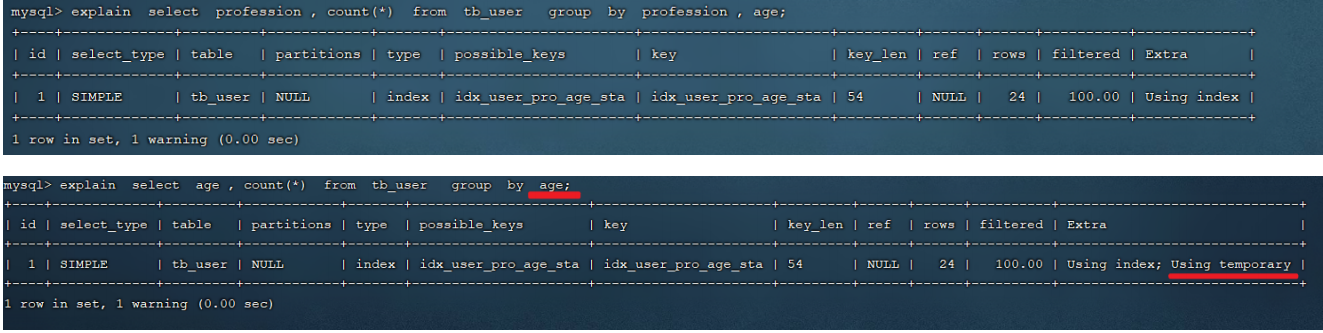 mysql> explain select profession , count(*) from tb_user group by profession , age;
+----+-------------+---------+------------+-------+----------------------+----------------------+---------+------+------+----------+-------------+
| id | select_type | table | partitions | type | possible_keys | key | key_len | ref | rows | filtered | Extra |
+----+-------------+---------+------------+-------+----------------------+----------------------+---------+------+------+----------+-------------+
| 1 | SIMPLE | tb_user | NULL | index | idx_user_pro_age_sta | idx_user_pro_age_sta | 54 | NULL | 24 | 100.00 | Using index |
+----+-------------+---------+------------+-------+----------------------+----------------------+---------+------+------+----------+-------------+
1 row in set, 1 warning (0.00 sec)
mysql> explain select age , count(*) from tb_user group by age;
+----+-------------+---------+------------+-------+----------------------+----------------------+---------+------+------+----------+------------------------------+
| id | select_type | table | partitions | type | possible_keys | key | key_len | ref | rows | filtered | Extra |
+----+-------------+---------+------------+-------+----------------------+----------------------+---------+------+------+----------+------------------------------+
| 1 | SIMPLE | tb_user | NULL | index | idx_user_pro_age_sta | idx_user_pro_age_sta | 54 | NULL | 24 | 100.00 | Using index; Using temporary |
+----+-------------+---------+------------+-------+----------------------+----------------------+---------+------+------+----------+------------------------------+
1 row in set, 1 warning (0.00 sec)